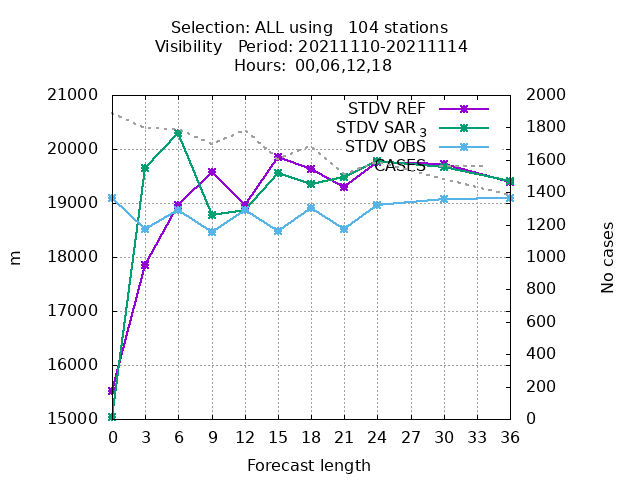 Selection: ALL using   104 stations
Visibility   Period: 20211110-20211114
Hours:  00,06,12,18
21000 2000
STDV REF
20000 1800
STDV SAR 3
STDV OBS
1600
CASES
19000 1400
1200
18000 1000
m
No cases
800
17000 600
16000 400
200
15000 0
0 3 6 9 12 15 18 21 24 27 30 33 36
Forecast length